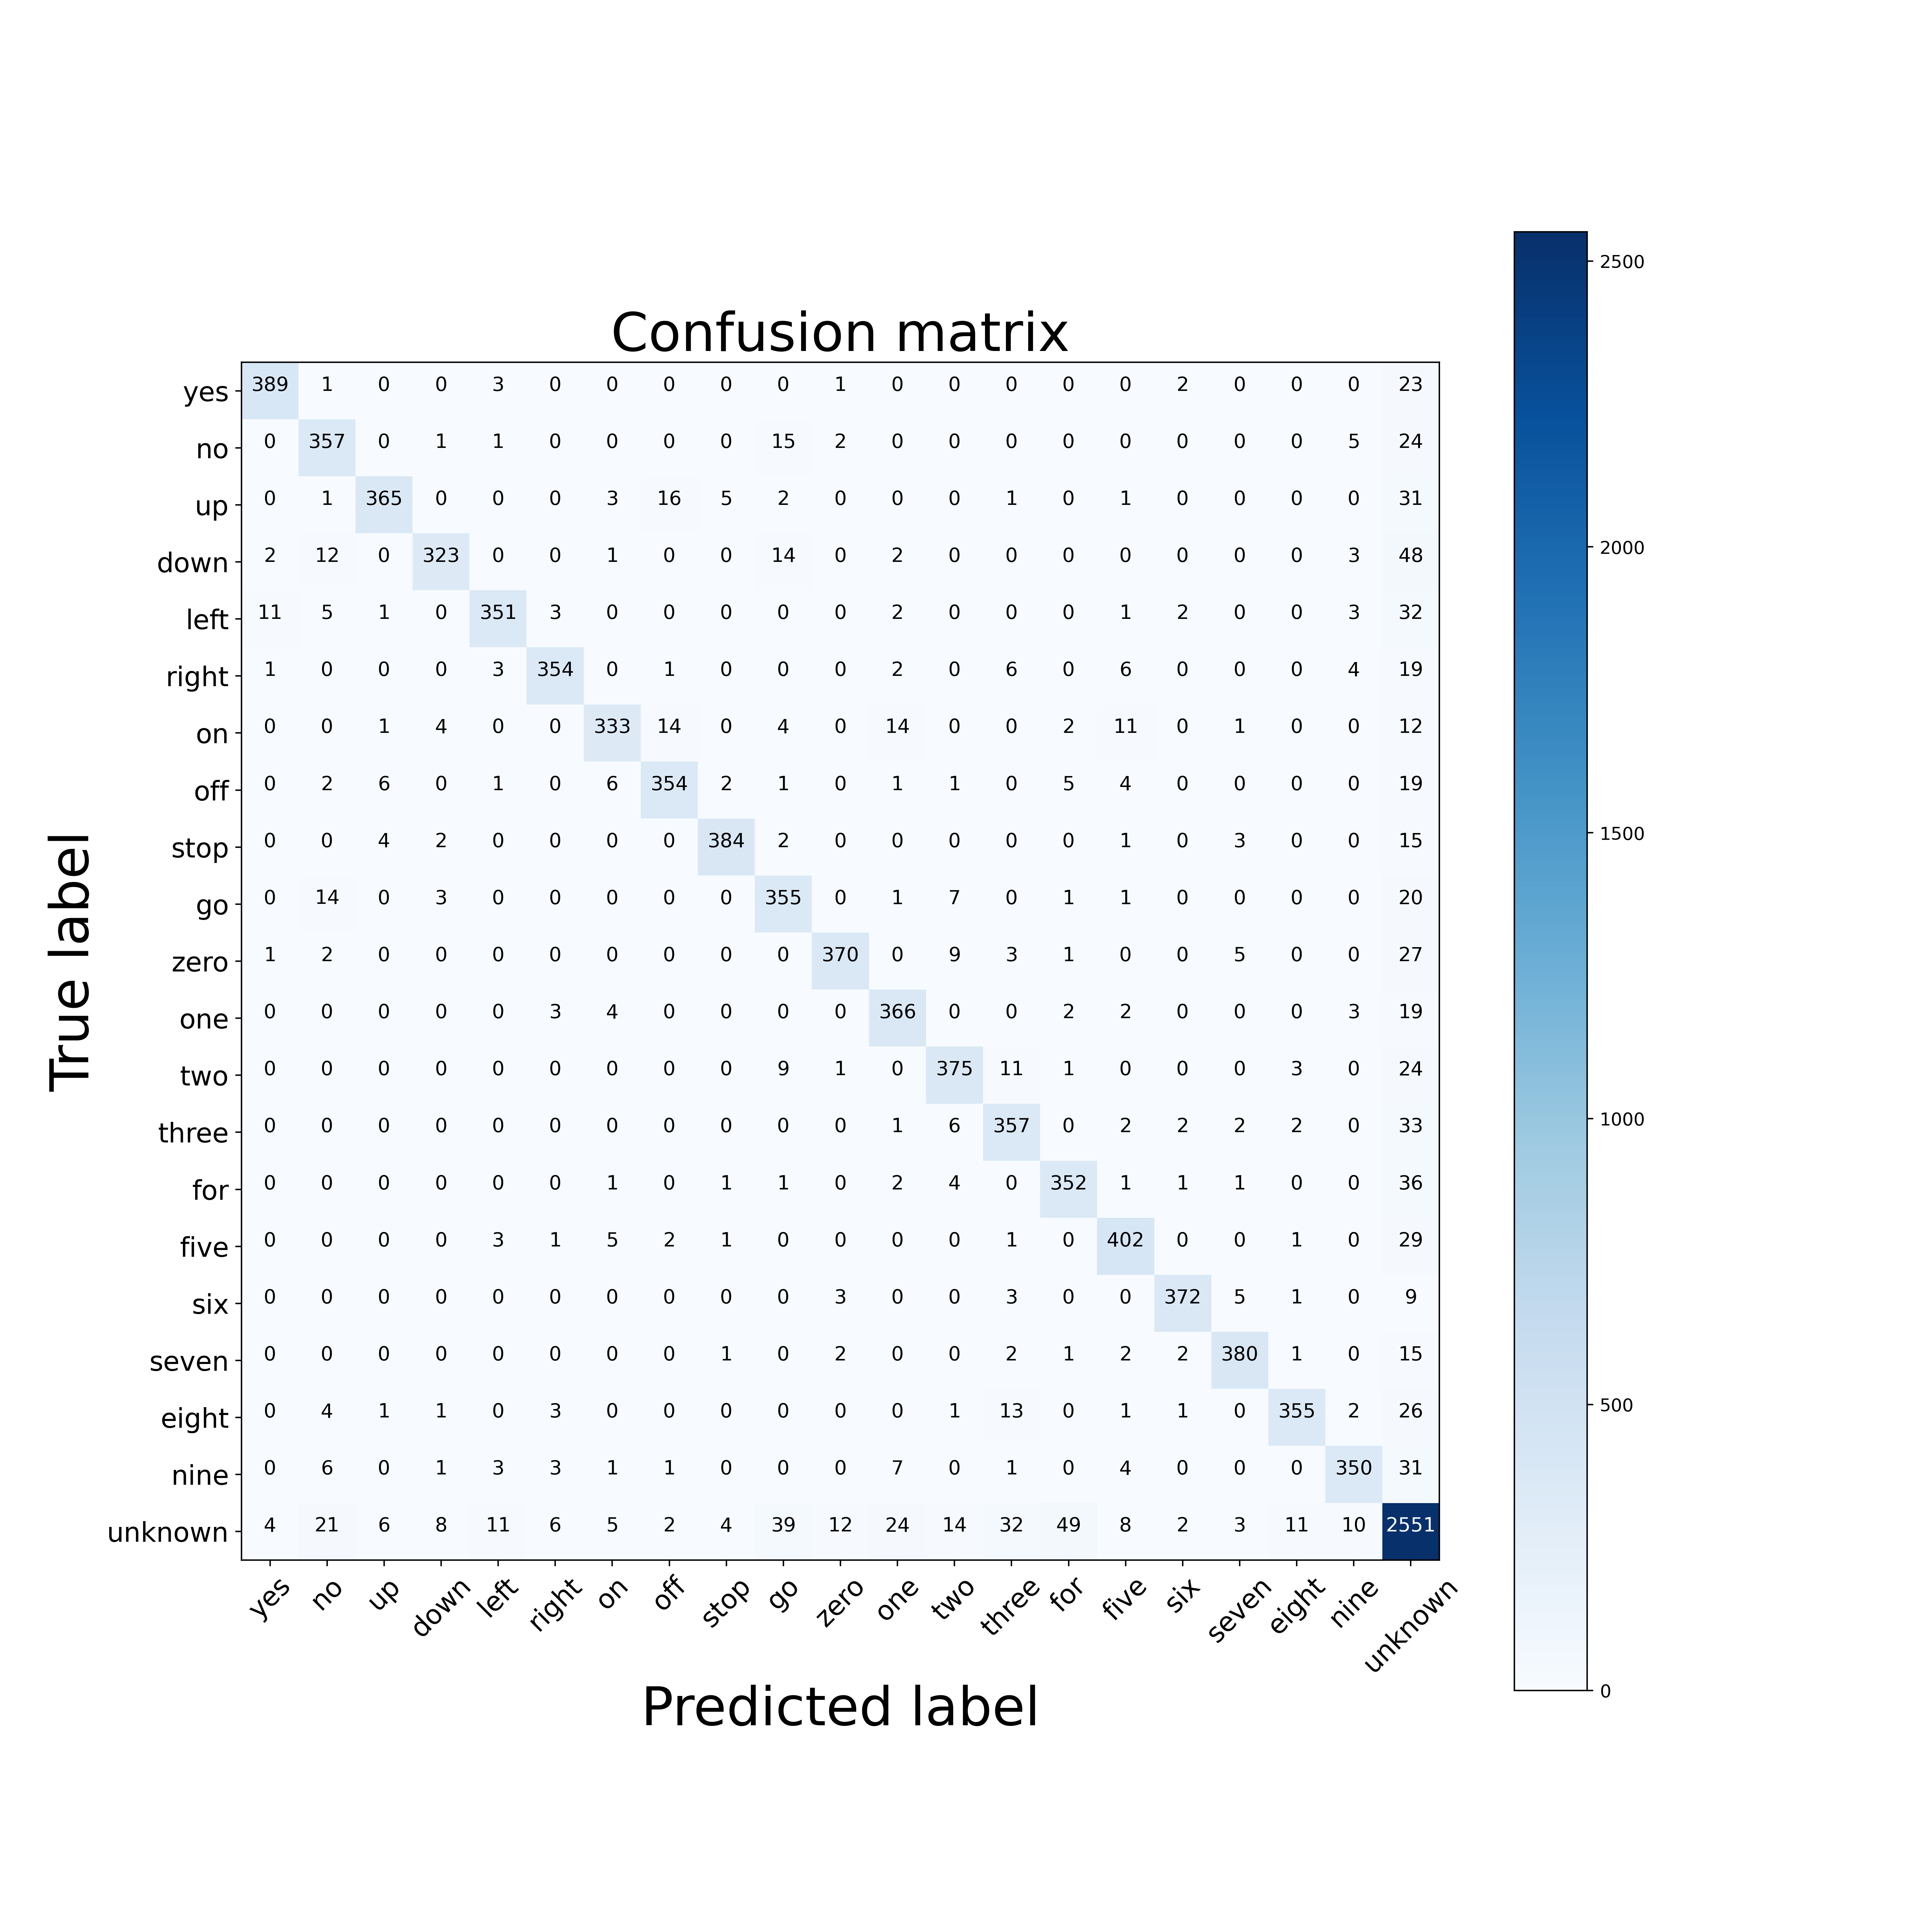 Confusion matrix
yes 389 1 0 0 3 0 0 0 0 0 1 0 0 0 0 0 2 0 0 0 23
no 0 357 0 1 1 0 0 0 0 15 2 0 0 0 0 0 0 0 0 5 24
up 0 1 365 0 0 0 3 16 5 2 0 0 0 1 0 1 0 0 0 0 31
down 2 12 0 323 0 0 1 0 0 14 0 2 0 0 0 0 0 0 0 3 48
left 11 5 1 0 351 3 0 0 0 0 0 2 0 0 0 1 2 0 0 3 32
right 1 0 0 0 3 354 0 1 0 0 0 2 0 6 0 6 0 0 0 4 19
on 0 0 1 4 0 0 333 14 0 4 0 14 0 0 2 11 0 1 0 0 12
off 0 2 6 0 1 0 6 354 2 1 0 1 1 0 5 4 0 0 0 0 19
stop 0 0 4 2 0 0 0 0 384 2 0 0 0 0 0 1 0 3 0 0 15
go 0 14 0 3 0 0 0 0 0 355 0 1 7 0 1 1 0 0 0 0 20
zero 1 2 0 0 0 0 0 0 0 0 370 0 9 3 1 0 0 5 0 0 27
one 0 0 0 0 0 3 4 0 0 0 0 366 0 0 2 2 0 0 0 3 19
two 0 0 0 0 0 0 0 0 0 9 1 0 375 11 1 0 0 0 3 0 24
three 0 0 0 0 0 0 0 0 0 0 0 1 6 357 0 2 2 2 2 0 33
for 0 0 0 0 0 0 1 0 1 1 0 2 4 0 352 1 1 1 0 0 36
five 0 0 0 0 3 1 5 2 1 0 0 0 0 1 0 402 0 0 1 0 29
six 0 0 0 0 0 0 0 0 0 0 3 0 0 3 0 0 372 5 1 0 9
seven 0 0 0 0 0 0 0 0 1 0 2 0 0 2 1 2 2 380 1 0 15
eight 0 4 1 1 0 3 0 0 0 0 0 0 1 13 0 1 1 0 355 2 26
nine 0 6 0 1 3 3 1 1 0 0 0 7 0 1 0 4 0 0 0 350 31
unknown 4 21 6 8 11 6 5 2 4 39 12 24 14 32 49 8 2 3 11 10 2551
yes no up down left right on off stop go zero one two three for five six seven eight nine unknown
Predicted label
True label
2500
2000
1500
1000
500
0